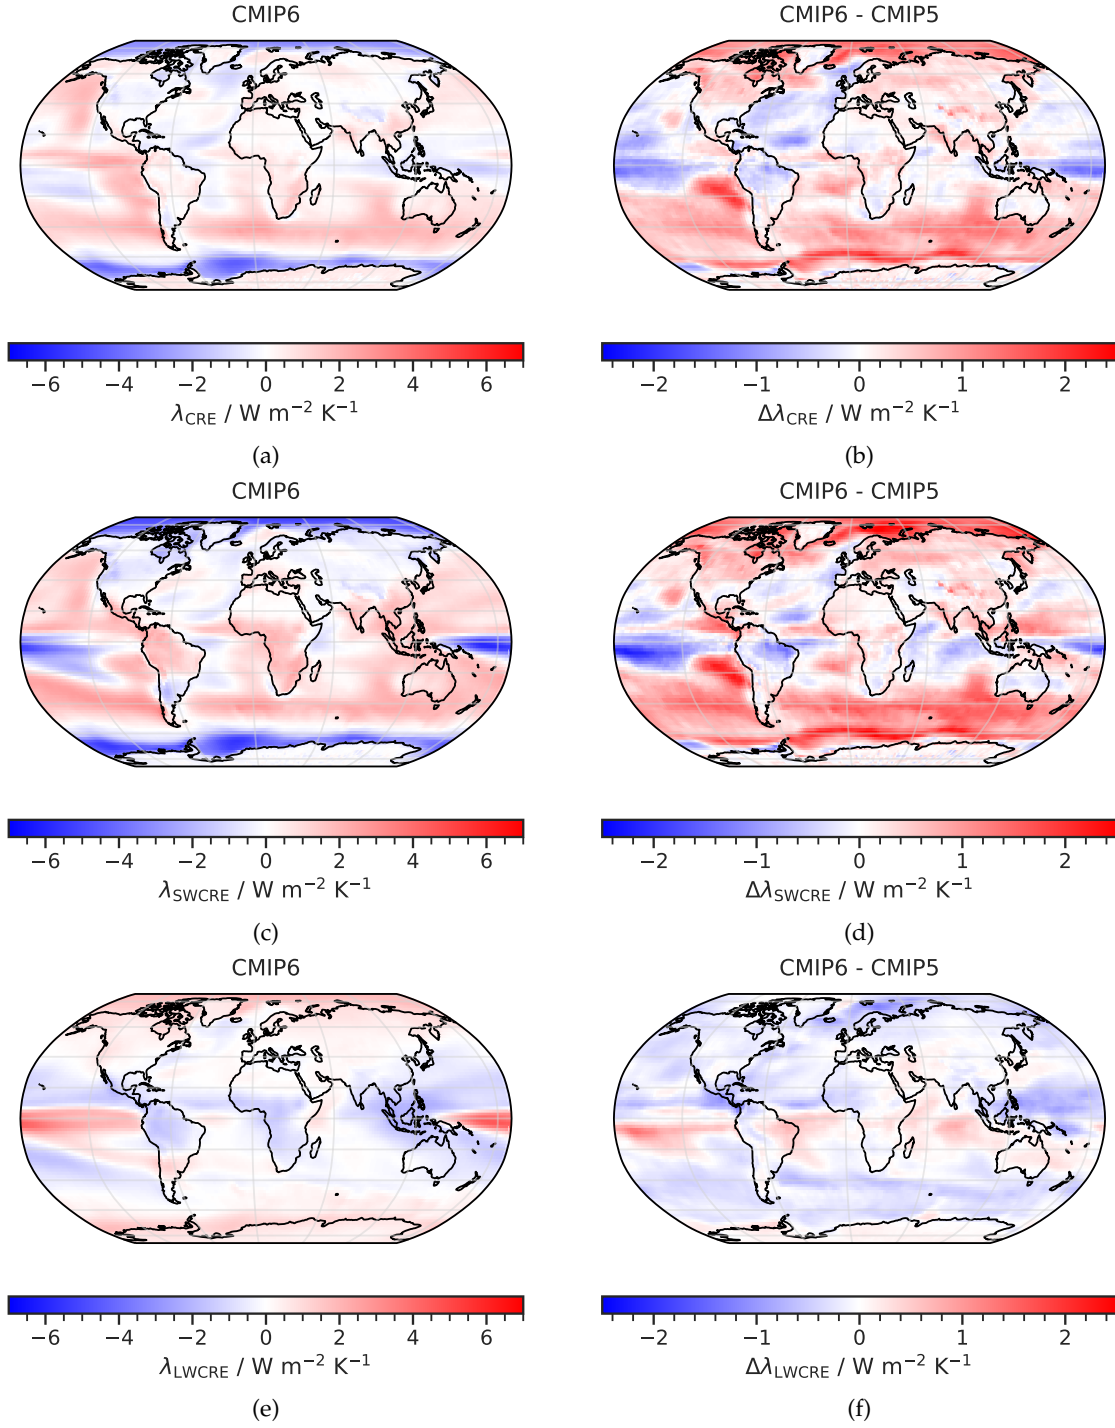 CMIP6
CMIP6 - CMIP5
−6 −4 −2 0 2 4 6
−2 −1 0 1 2
λCRE / W m−2 K−1
ΔλCRE / W m−2 K−1
(a)
(b)
CMIP6
CMIP6 - CMIP5
−6 −4 −2 0 2 4 6
−2 −1 0 1 2
λSWCRE / W m−2 K−1
ΔλSWCRE / W m−2 K−1
(c)
(d)
CMIP6
CMIP6 - CMIP5
−6 −4 −2 0 2 4 6
−2 −1 0 1 2
λLWCRE / W m−2 K−1
ΔλLWCRE / W m−2 K−1
(e)
(f)